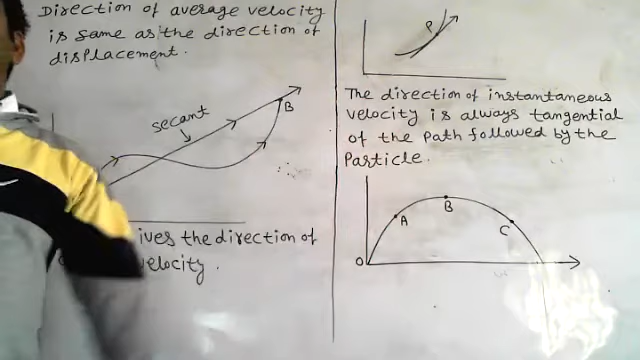 Direction of average velocity
is same as the direction of
displacement.
secant
B
ives the direction of
velocity.
P
The direction of instantaneous
velocity is always tangential
of the path followed by the
Particle.
A
B
C
O